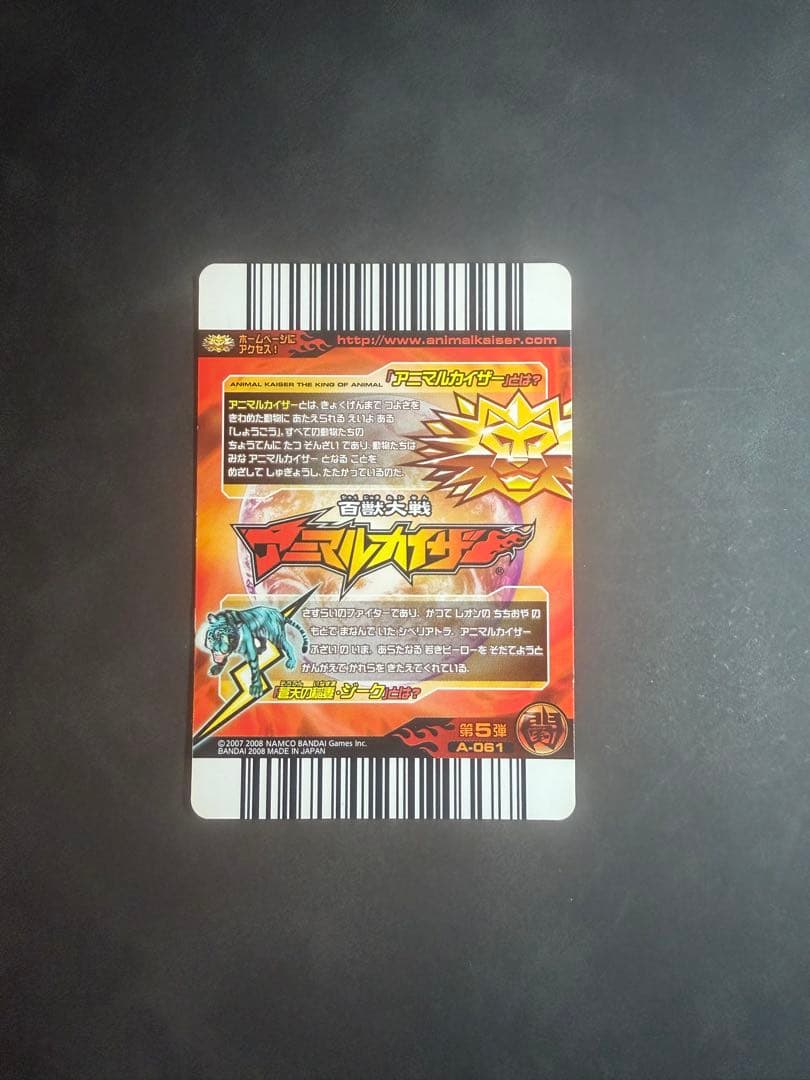 ホームページに
アクセス!
http://www.animalkaiser.com
ANIMAL KAISER THE KING OF ANIMAL
「アニマルカイザー」とは?
アニマルカイザーとは、きょくげんまで つよさを
きわめた動物に あたえられる えいよ ある
「しょうごう」。すべての動物たちの
ちょうてんに たつ そんざい であり、動物たちは
みな アニマルカイザー となる ことを
めざして しゅぎょうし、たたかっているのだ。
百獣大戦
アニマルカイザー
®
さすらいのファイターであり、かつて レオンの ちちおや の
もとで まなんで いた シベリアトラ。アニマルカイザー
ふざい の いま、あらたなる 若きヒーローを そだてようと
かんがえて かれらを きたえてくれている。
「蒼天の稲妻・ジーク」とは?
©2007 2008 NAMCO BANDAI Games Inc.
BANDAI 2008 MADE IN JAPAN
第5弾
A-061